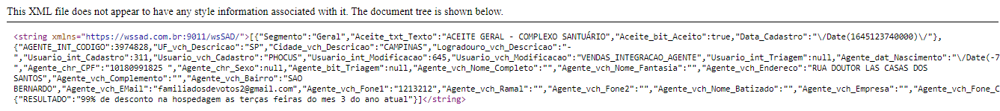 This XML file does not appear to have any style information associated with it. The document tree is shown below.
<string xmlns="https://wssad.com.br:9011/wsSAD/">[{"Segmento":"Geral","Aceite_txt_Texto":"ACEITE GERAL - COMPLEXO SANTUÁRIO","Aceite_bit_Aceito":true,"Data_Cadastro":"\/Date(1645123740000)\/"},
{"AGENTE_INT_CODIGO":3974828,"UF_vch_Descricao":"SP","Cidade_vch_Descricao":"CAMPINAS","Logradouro_vch_Descricao":"-
","Usuario_int_Cadastro":311,"Usuario_vch_Cadastro":"PHOCUS","Usuario_int_Modificacao":645,"Usuario_vch_Modificacao":"VENDAS_INTEGRACAO_AGENTE","Usuario_int_Triagem":null,"Agente_dat_Nascimento":"\/Date(-7
","Agente_chr_CPF":"10180991825 ","Agente_chr_Sexo":null,"Agente_bit_Triagem":null,"Agente_vch_Nome_Completo":"","Agente_vch_Nome_Fantasia":"","Agente_vch_Endereco":"RUA DOUTOR LAS CASAS DOS
SANTOS","Agente_vch_Complemento":"","Agente_vch_Bairro":"SAO
BERNARDO","Agente_vch_EMail":"familiadosdevotos2@gmail.com","Agente_vch_Fone1":"1213212","Agente_vch_Ramal":"","Agente_vch_Fone2":"","Agente_vch_Nome_Batizado":"","Agente_vch_Empresa":"","Agente_vch_Fone_C
{"RESULTADO":"99% de desconto na hospedagem as terças feiras do mes 3 do ano atual"}]</string>